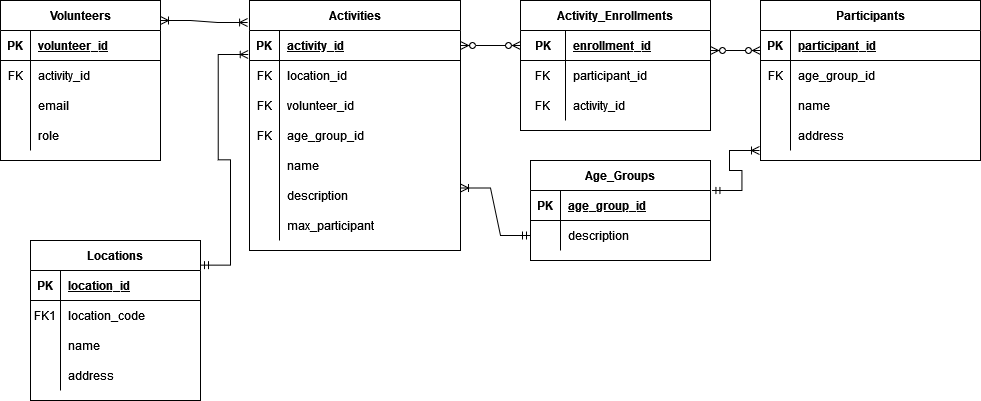 Volunteers
PK volunteer_id
FK activity_id
email
role
Activities
PK activity_id
FK location_id
FK volunteer_id
FK age_group_id
name
description
max_participant
Activity_Enrollments
PK enrollment_id
FK participant_id
FK activity_id
Participants
PK participant_id
FK age_group_id
name
address
Age_Groups
PK age_group_id
description
Locations
PK location_id
FK1 location_code
name
address